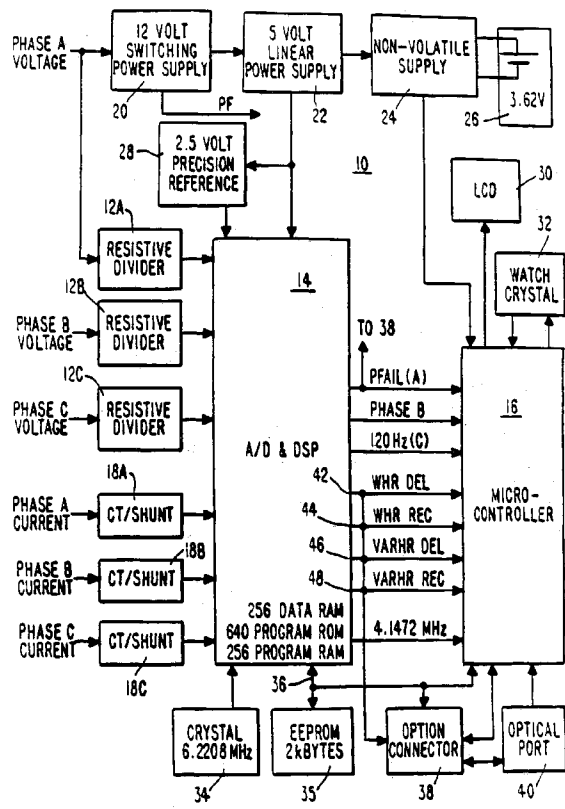 PHASE A
VOLTAGE
12 VOLT
SWITCHING
POWER SUPPLY
20
5 VOLT
LINEAR
POWER SUPPLY
22
NON-VOLATILE
SUPPLY
24
3.62V
26
PF
28
2.5 VOLT
PRECISION
REFERENCE
10
LCD
30
32
WATCH
CRYSTAL
12A
RESISTIVE
DIVIDER
12B
PHASE B
VOLTAGE
RESISTIVE
DIVIDER
12C
PHASE C
VOLTAGE
RESISTIVE
DIVIDER
14
A/D & DSP
256 DATA RAM
640 PROGRAM ROM
256 PROGRAM RAM
TO 38
PFAIL(A)
PHASE B
120Hz(C)
42
WHR DEL
44
WHR REC
46
VARHR DEL
48
VARHR REC
4.1472 MHz
16
MICRO-
CONTROLLER
18A
PHASE A
CURRENT
CT/SHUNT
18B
PHASE B
CURRENT
CT/SHUNT
PHASE C
CURRENT
CT/SHUNT
18C
36
CRYSTAL
6.2208 MHz
34
EEPROM
2kBYTES
35
OPTION
CONNECTOR
38
OPTICAL
PORT
40